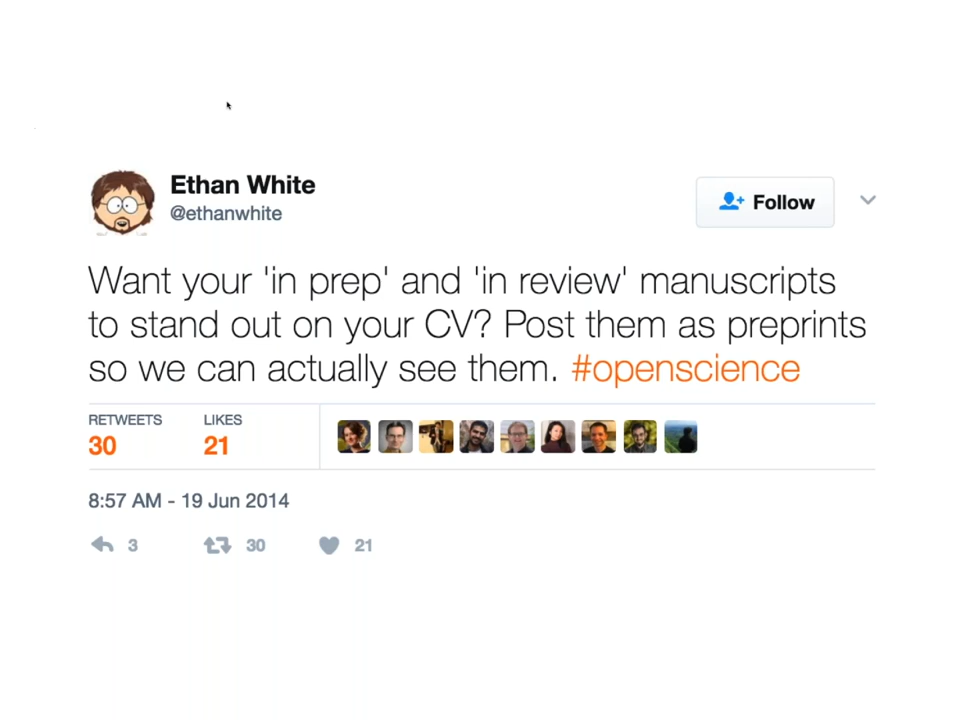 Ethan White
@ethanwhite
Follow
Want your 'in prep' and 'in review' manuscripts
to stand out on your CV? Post them as preprints
so we can actually see them. #openscience
RETWEETS LIKES
30 21
8:57 AM - 19 Jun 2014
3 30 21